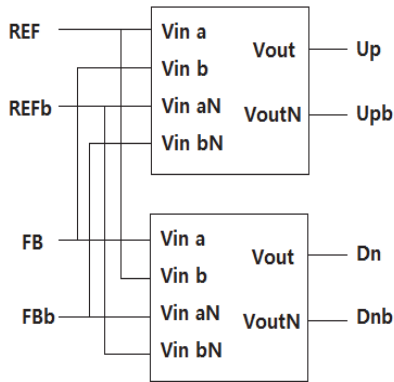 REF
Vin a
Vout
Up
Vin b
REFb
Vin aN
VoutN
Upb
Vin bN
FB
Vin a
Vout
Dn
Vin b
FBb
Vin aN
VoutN
Dnb
Vin bN